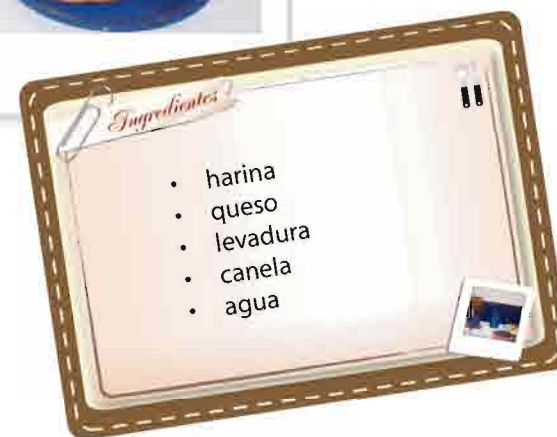 Ingredientes
• harina
• queso
• levadura
• canela
• agua